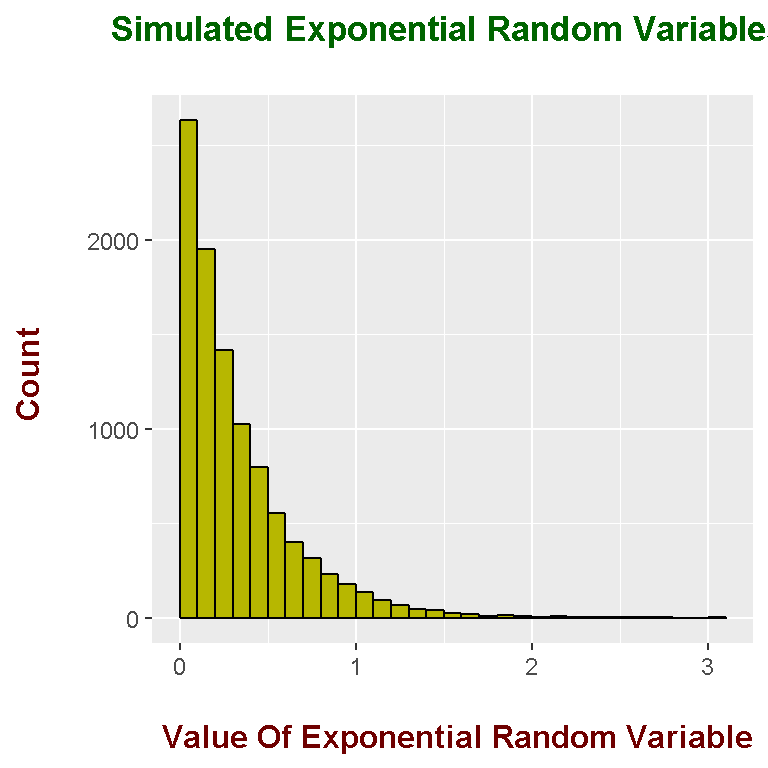 Simulated Exponential Random Variable
2000
1000
0
Count
0 1 2 3
Value Of Exponential Random Variable